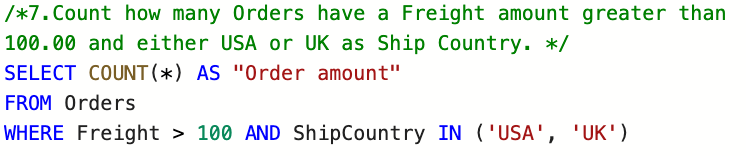 /*7.Count how many Orders have a Freight amount greater than
100.00 and either USA or UK as Ship Country. */
SELECT COUNT(*) AS "Order amount"
FROM Orders
WHERE Freight > 100 AND ShipCountry IN ('USA', 'UK')